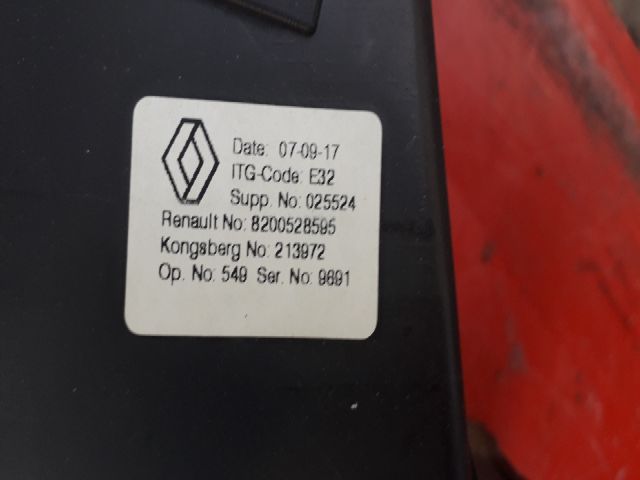 Date: 07-09-17
ITG-Code: E32
Supp. No: 025524
Renault No: 8200528595
Kongsberg No: 213972
Op. No: 549 Ser. No: 9691